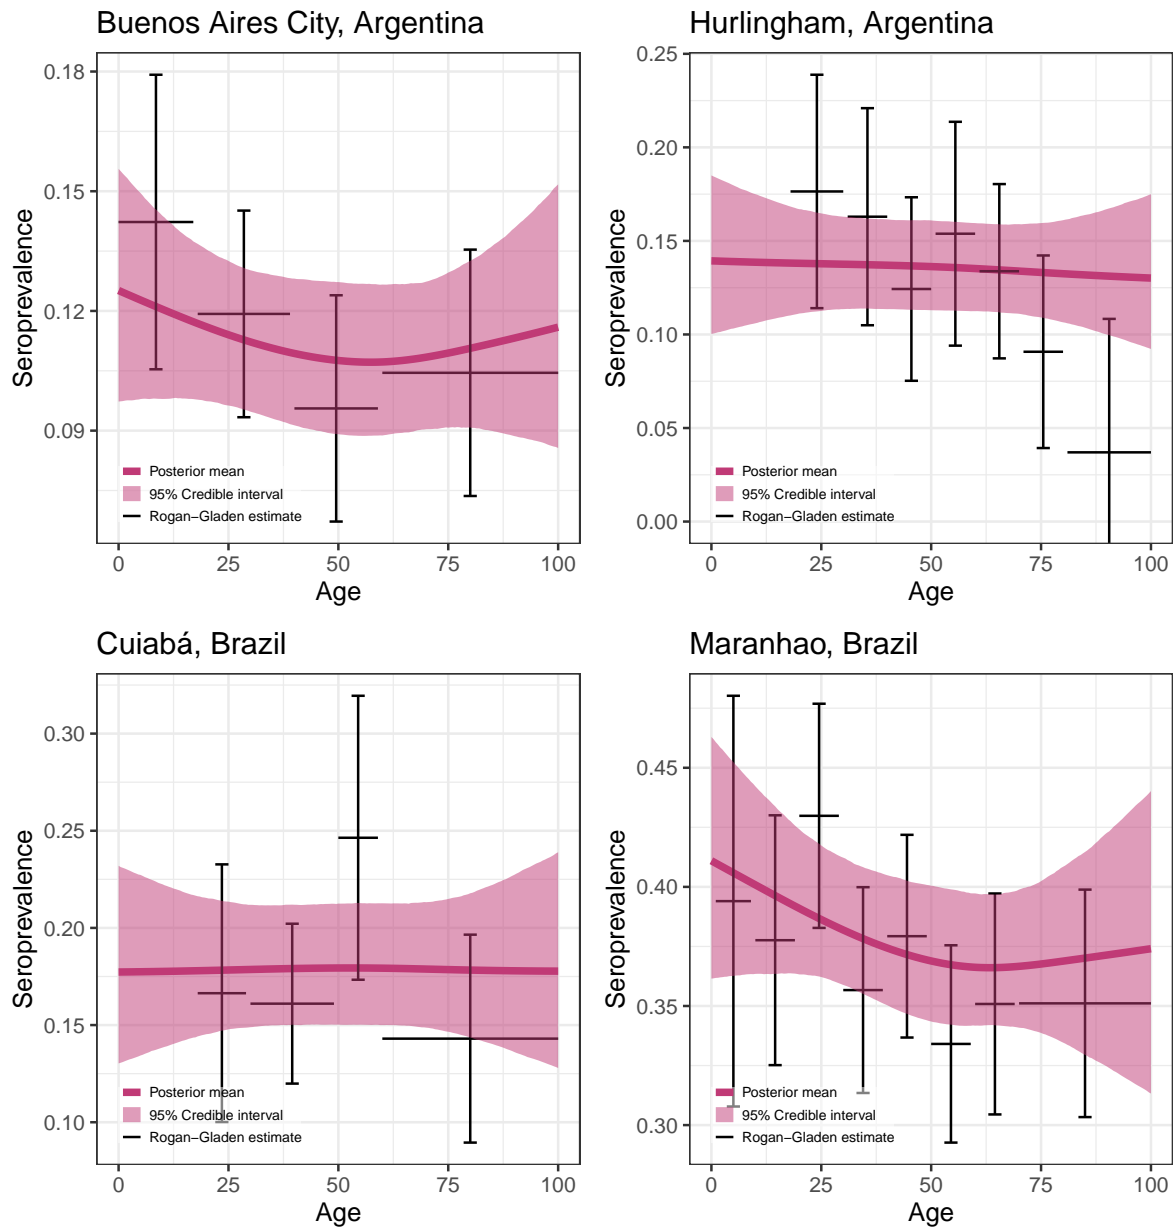 Buenos Aires City, Argentina
0.18
0.15
0.12
0.09
Seroprevalence
Posterior mean
95% Credible interval
Rogan−Gladen estimate
0 25 50 75 100
Age
Hurlingham, Argentina
0.25
0.20
0.15
0.10
0.05
0.00
Seroprevalence
Posterior mean
95% Credible interval
Rogan−Gladen estimate
0 25 50 75 100
Age
Cuiabá, Brazil
0.30
0.25
0.20
0.15
0.10
Seroprevalence
Posterior mean
95% Credible interval
Rogan−Gladen estimate
0 25 50 75 100
Age
Maranhao, Brazil
0.45
0.40
0.35
0.30
Seroprevalence
Posterior mean
95% Credible interval
Rogan−Gladen estimate
0 25 50 75 100
Age